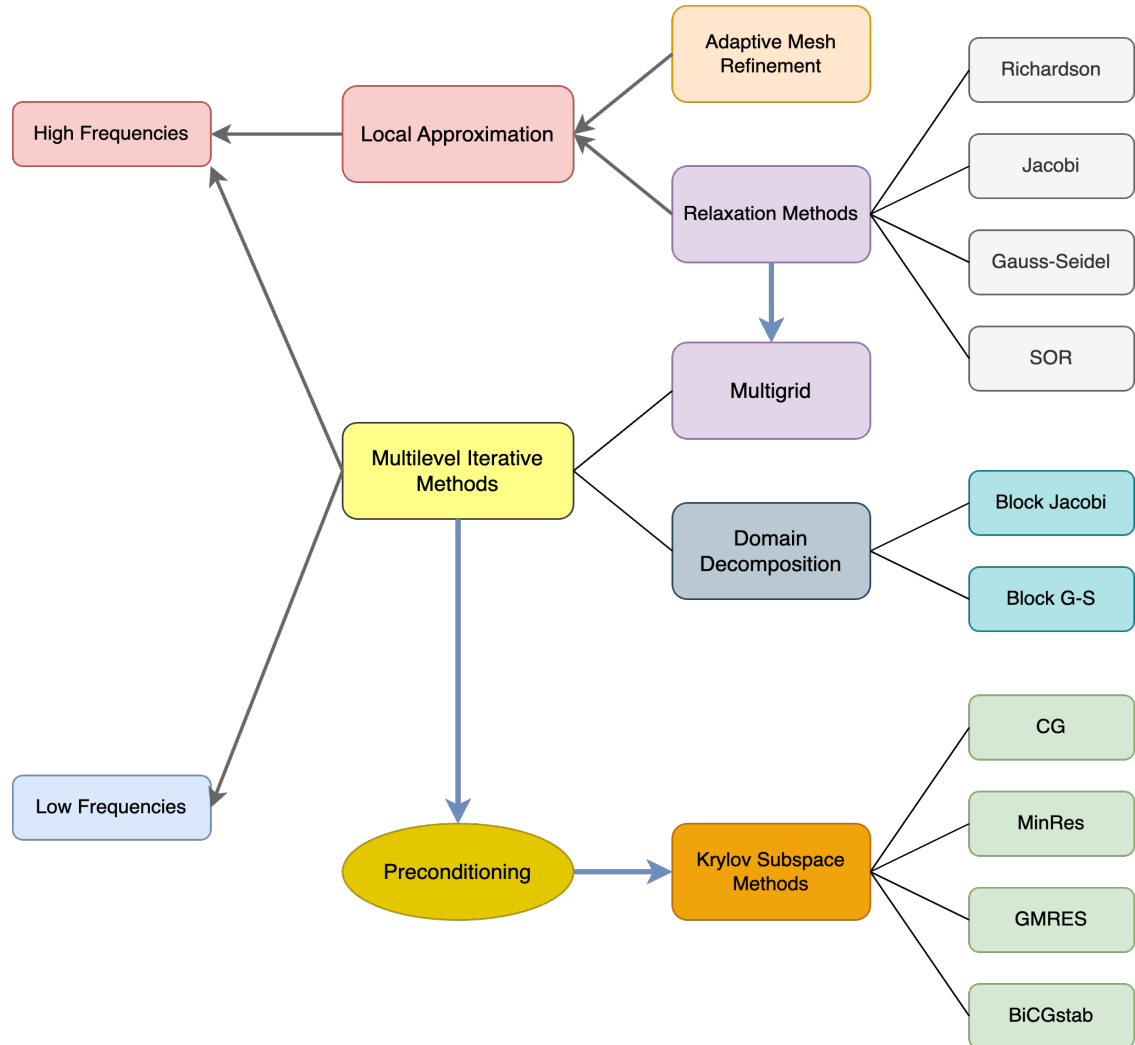 Adaptive Mesh
Refinement
Richardson
High Frequencies
Local Approximation
Jacobi
Relaxation Methods
Gauss-Seidel
SOR
Multigrid
Multilevel Iterative
Methods
Block Jacobi
Domain
Decomposition
Block G-S
CG
Low Frequencies
MinRes
Preconditioning
Krylov Subspace
Methods
GMRES
BiCGstab